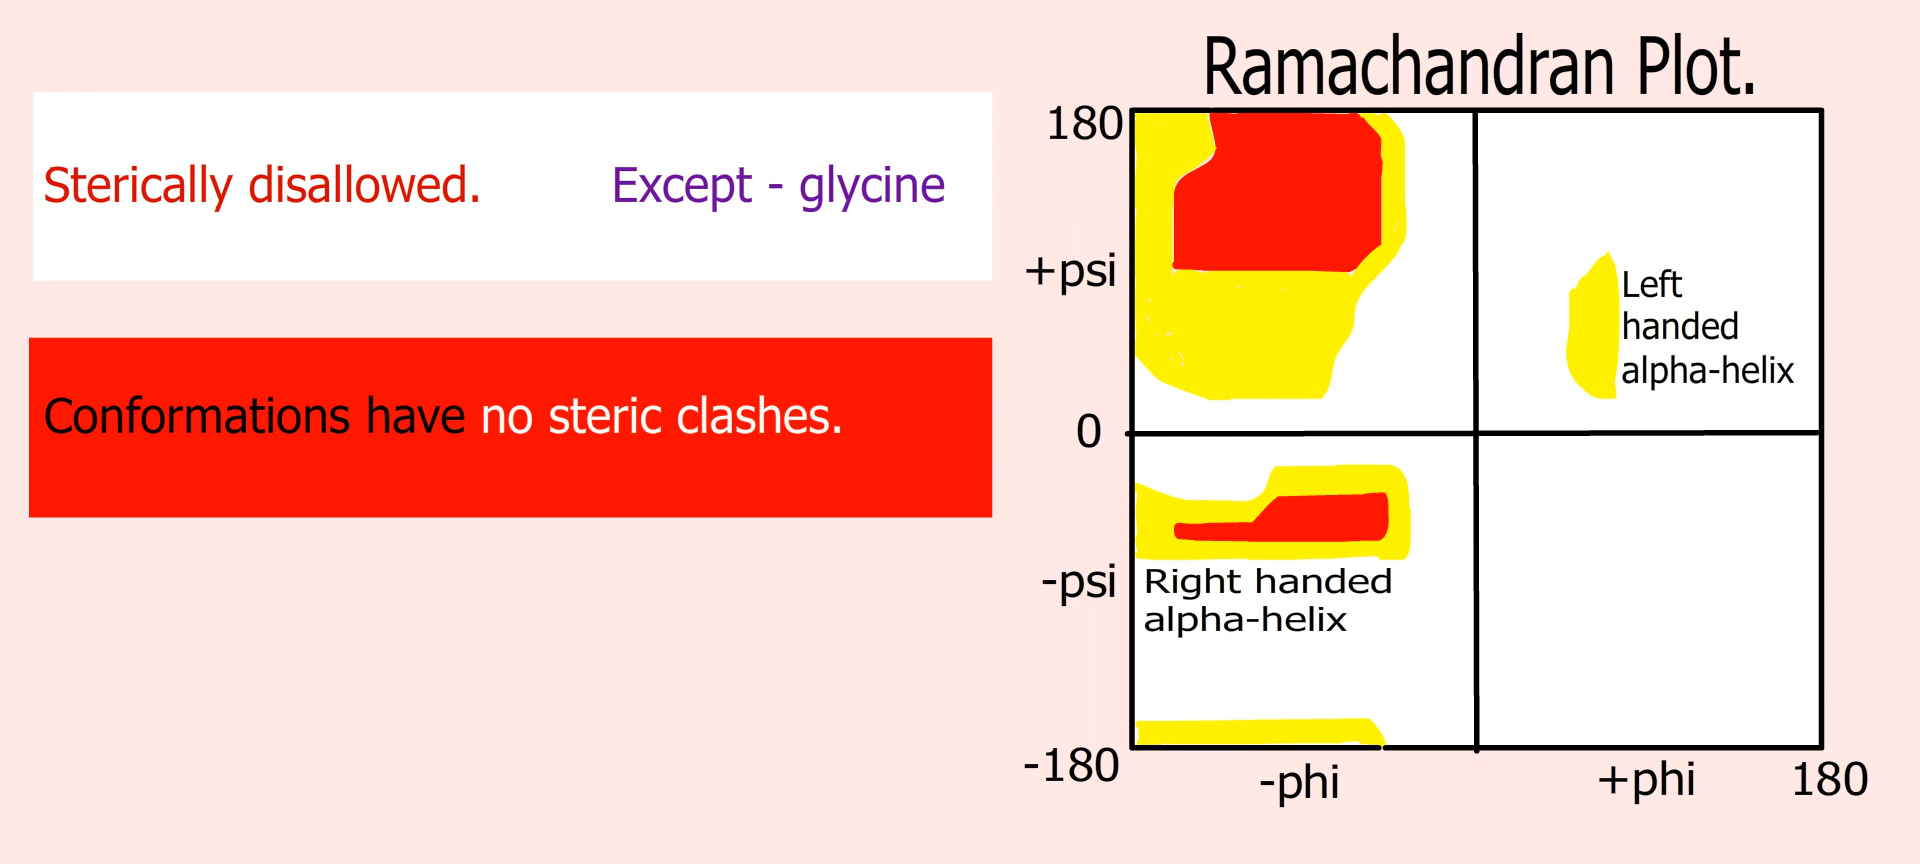 Ramachandran Plot.
Sterically disallowed. Except - glycine
Conformations have no steric clashes.
180
+psi
0
-psi
-180
Left
handed
alpha-helix
Right handed
alpha-helix
-phi
+phi
180